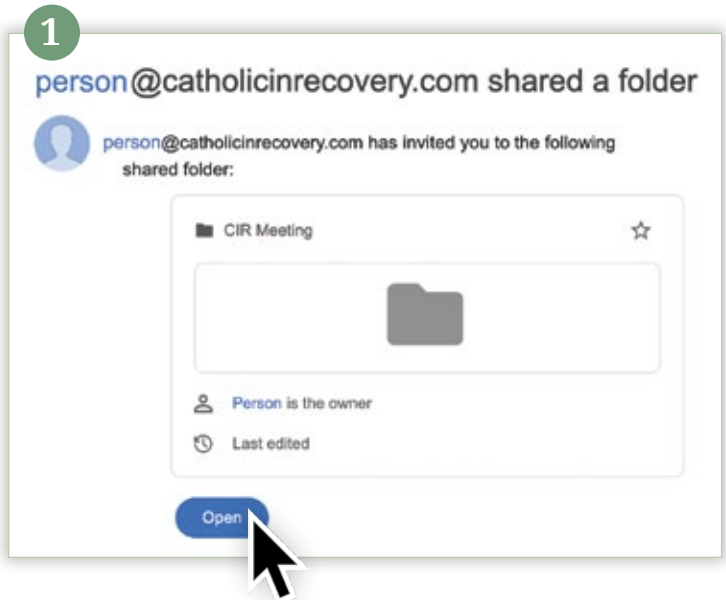 1
person@catholicinrecovery.com shared a folder
person@catholicinrecovery.com has invited you to the following
shared folder:
CIR Meeting
Person is the owner
Last edited
Open